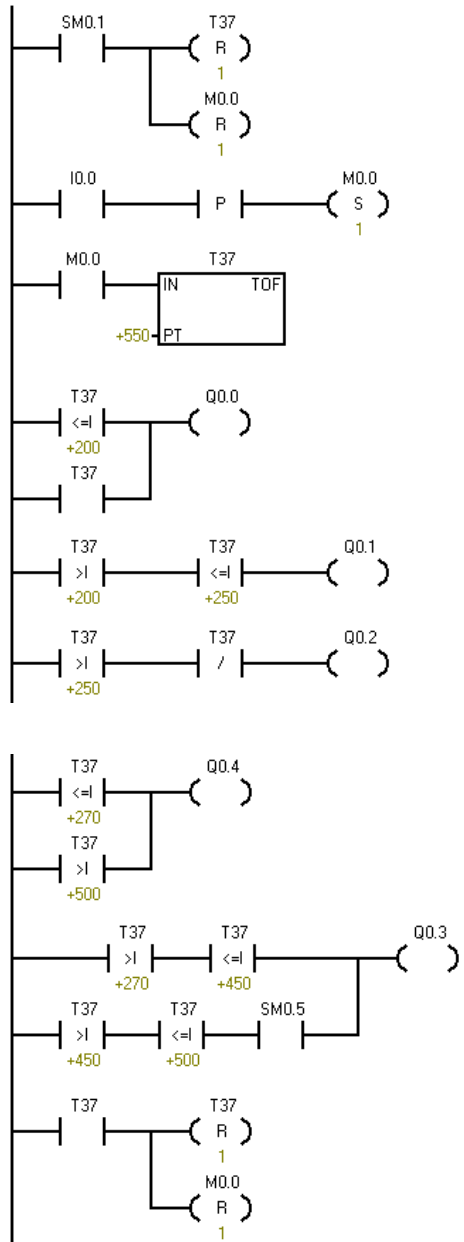 SM0.1 T37
R
1
M0.0
R
1
I0.0 M0.0
P S
1
M0.0 T37
IN TOF
+550 PT
T37 Q0.0
<=I
+200
T37
T37 T37 Q0.1
>I <=I
+200 +250
T37 T37 Q0.2
>I /
+250
T37 Q0.4
<=I
+270
T37
>I
+500
T37 T37 Q0.3
>I <=I
+270 +450
T37 T37 SM0.5
>I <=I
+450 +500
T37 T37
R
1
M0.0
R
1